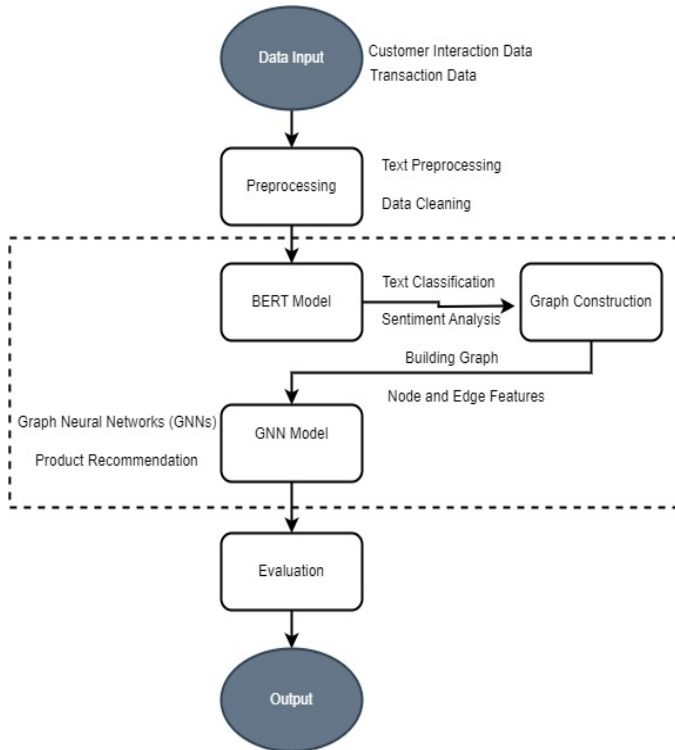 Data Input
Customer Interaction Data
Transaction Data
Preprocessing
Text Preprocessing
Data Cleaning
BERT Model
Text Classification
Sentiment Analysis
Graph Construction
Building Graph
Node and Edge Features
Graph Neural Networks (GNNs)
Product Recommendation
GNN Model
Evaluation
Output